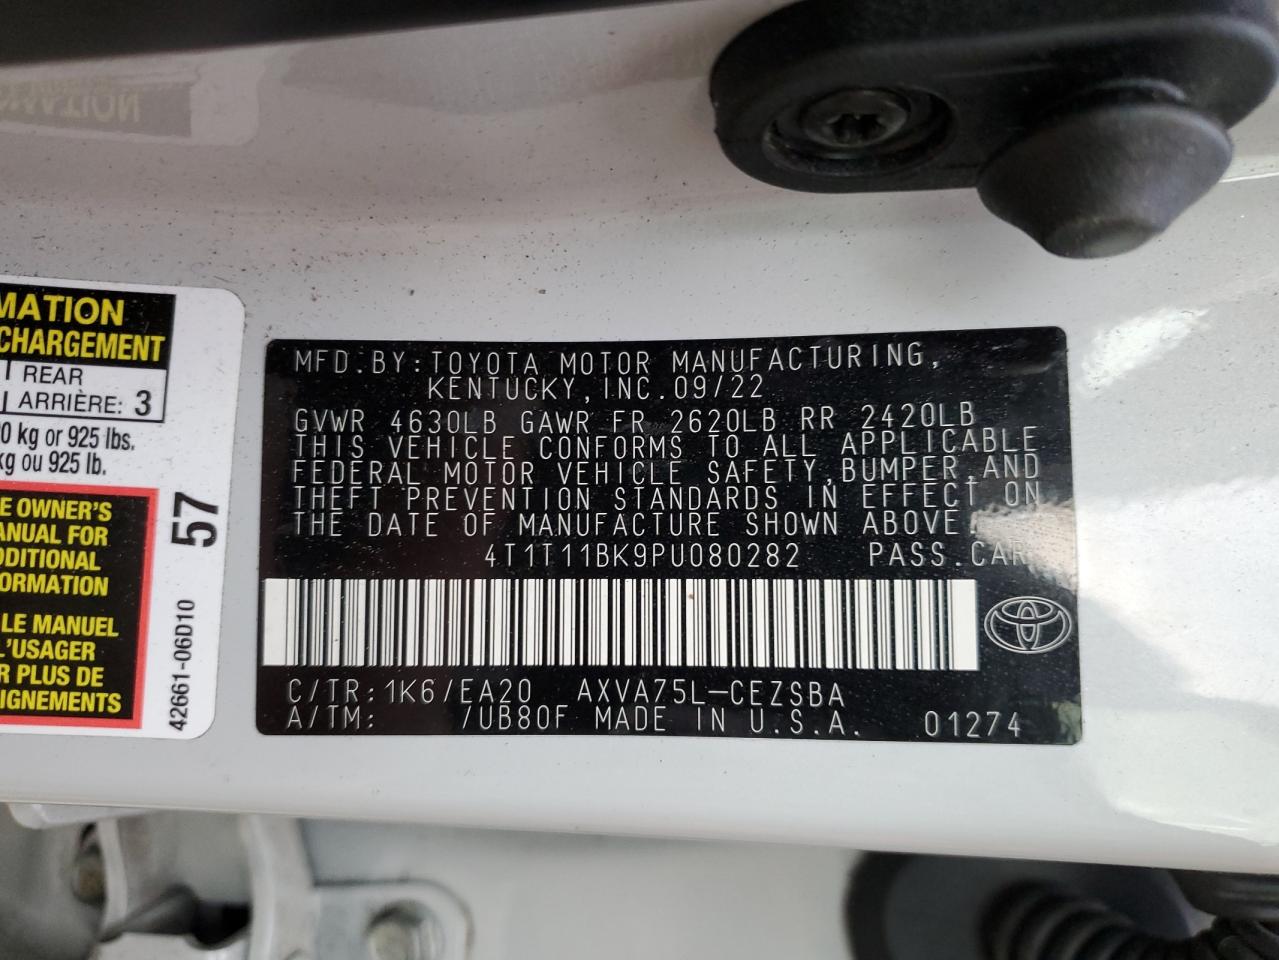 MATION
CHARGEMENT
REAR
ARRIÈRE: 3
0 kg or 925 lbs.
kg ou 925 lb.
E OWNER'S
ANUAL FOR
DDITIONAL
FORMATION
LE MANUEL
L'USAGER
R PLUS DE
IGNEMENTS
57
42661-06D10
MFD. BY: TOYOTA MOTOR MANUFACTURING,
KENTUCKY, INC. 09/22
GVWR 4630LB GAWR FR 2620LB RR 2420LB
THIS VEHICLE CONFORMS TO ALL APPLICABLE
FEDERAL MOTOR VEHICLE SAFETY, BUMPER, AND
THEFT PREVENTION STANDARDS IN EFFECT ON
THE DATE OF MANUFACTURE SHOWN ABOVE.
4T1T11BK9PU080282 PASS. CAR
C/TR: 1K6/EA20 AXVA75L-CEZSBA
A/TM: /UB80F MADE IN U.S.A. 01274